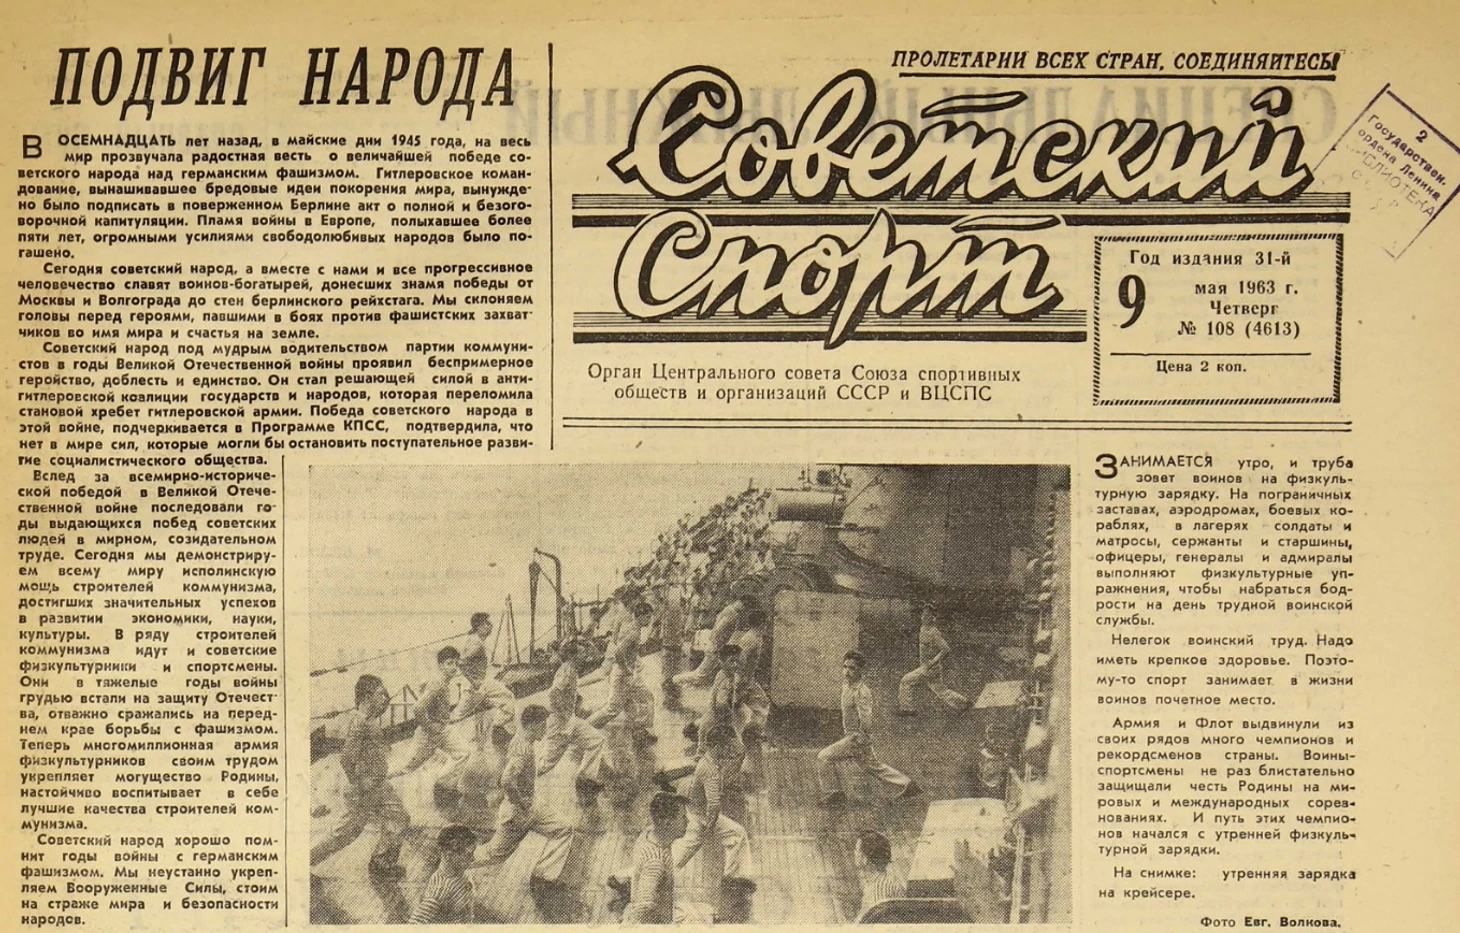 ПОДВИГ НАРОДА
ВОСЕМНАДЦАТЬ лет назад, в майские дни 1945 года, на весь
мир прозвучала радостная весть о величайшей победе со-
ветского народа над германским фашизмом. Гитлеровское коман-
дование, вынашивавшее бредовые идеи покорения мира, вынужде-
но было подписать в поверженном Берлине акт о полной и безого-
ворочной капитуляции. Пламя войны в Европе, полыхавшее более
пяти лет, огромными усилиями свободолюбивых народов было по-
гашено.
Сегодня советский народ, а вместе с нами и все прогрессивное
человечество славят воинов-богатырей, донесших знамя победы от
Москвы и Волгограда до стен берлинского рейхстага. Мы склоняем
головы перед героями, павшими в боях против фашистских захват-
чиков во имя мира и счастья на земле.
Советский народ под мудрым водительством партии коммуни-
стов в годы Великой Отечественной войны проявил беспримерное
геройство, доблесть и единство. Он стал решающей силой в анти-
гитлеровской коалиции государств и народов, которая переломила
становой хребет гитлеровской армии. Победа советского народа в
этой войне, подчеркивается в Программе КПСС, подтвердила, что
нет в мире сил, которые могли бы остановить поступательное разви-
тие социалистического общества.
Вслед за всемирно-историче-
ской победой в Великой Отече-
ственной войне последовали го-
ды выдающихся побед советских
людей в мирном, созидательном
труде. Сегодня мы демонстриру-
ем всему миру исполинскую
мощь строителей коммунизма,
достигших значительных успехов
в развитии экономики, науки,
культуры. В ряду строителей
коммунизма идут и советские
физкультурники и спортсмены.
Они в тяжелые годы войны
грудью встали на защиту Отечест-
ва, отважно сражались на перед-
нем крае борьбы с фашизмом.
Теперь многомиллионная армия
физкультурников своим трудом
укрепляет могущество Родины,
настойчиво воспитывает в себе
лучшие качества строителей ком-
мунизма.
Советский народ хорошо пом-
нит годы войны с германским
фашизмом. Мы неустанно укреп-
ляем Вооруженные Силы, стоим
на страже мира и безопасности
народов.
ПРОЛЕТАРИИ ВСЕХ СТРАН, СОЕДИНЯЙТЕСЬ!
Советский
Спорт
2
Государствен.
ордена Ленина
БИБЛИОТЕКА
Год издания 31-й
9 мая 1963 г.
Четверг
№ 108 (4613)
Цена 2 коп.
Орган Центрального совета Союза спортивных
обществ и организаций СССР и ВЦСПС
ЗАНИМАЕТСЯ утро, и труба
зовет воинов на физкуль-
турную зарядку. На пограничных
заставах, аэродромах, боевых ко-
раблях, в лагерях солдаты и
матросы, сержанты и старшины,
офицеры, генералы и адмиралы
выполняют физкультурные уп-
ражнения, чтобы набраться бод-
рости на день трудной воинской
службы.
Нелегок воинский труд. Надо
иметь крепкое здоровье. Поэто-
му-то спорт занимает в жизни
воинов почетное место.
Армия и Флот выдвинули из
своих рядов много чемпионов и
рекордсменов страны. Воины-
спортсмены не раз блистательно
защищали честь Родины на ми-
ровых и международных сорев-
нованиях. И путь этих чемпио-
нов начался с утренней физкуль-
турной зарядки.
На снимке: утренняя зарядка
на крейсере.
Фото Евг. Волкова.